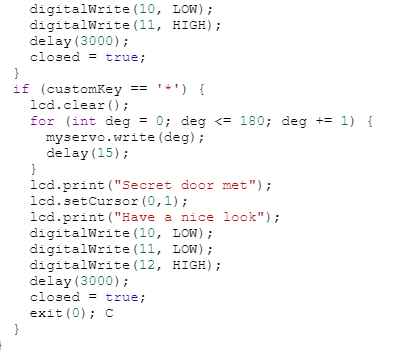 digitalWrite(10, LOW);
digitalWrite(11, HIGH);
delay(3000);
closed = true;
}
if (customKey == '*') {
lcd.clear();
for (int deg = 0; deg <= 180; deg += 1) {
myservo.write(deg);
delay(15);
}
lcd.print("Secret door met");
lcd.setCursor(0,1);
lcd.print("Have a nice look");
digitalWrite(10, LOW);
digitalWrite(11, LOW);
digitalWrite(12, HIGH);
delay(3000);
closed = true;
exit(0); C
}
}